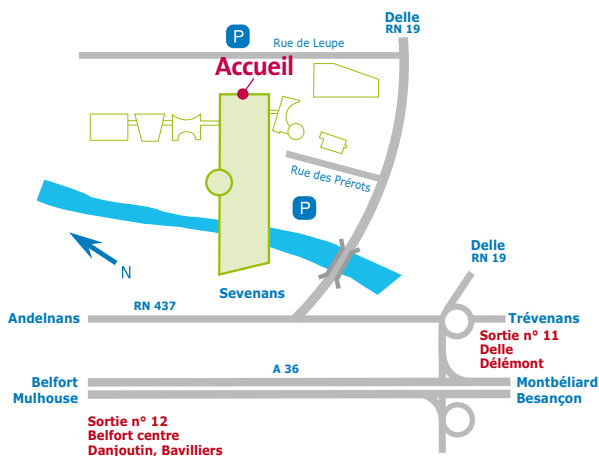 Delle
RN 19
P
Rue de Leupe
Accueil
Rue des Prérots
P
N
Delle
RN 19
Sevenans
RN 437
Andelnans
Trévenans
Sortie n° 11
Delle
Délémont
A 36
Belfort
Mulhouse
Montbéliard
Besançon
Sortie n° 12
Belfort centre
Danjoutin, Bavilliers